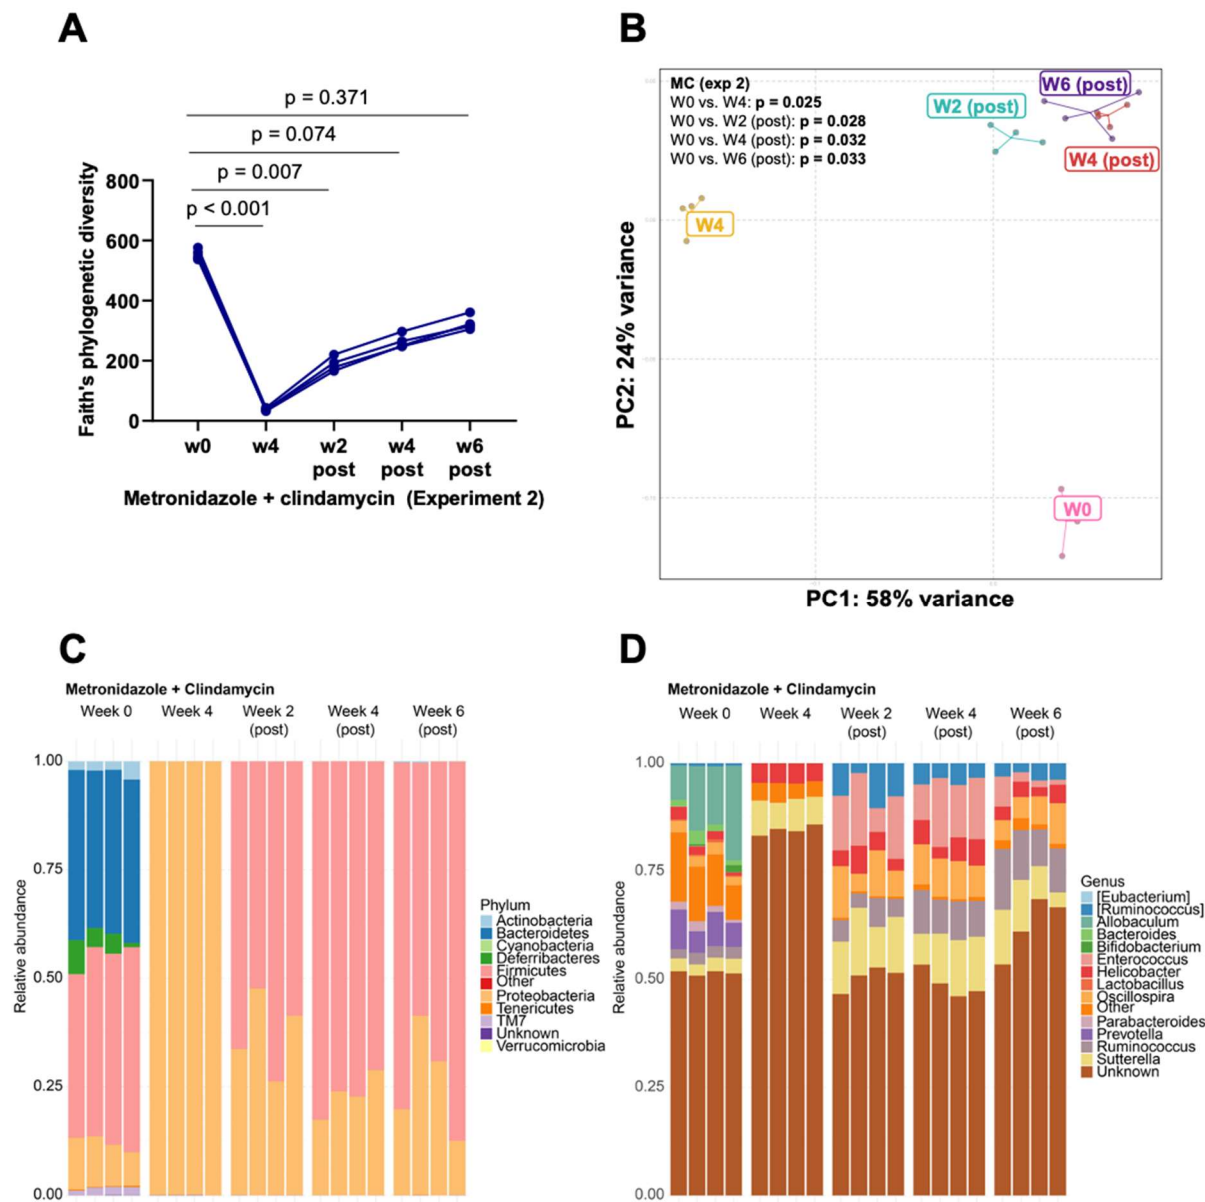 A
p = 0.371
p = 0.074
p = 0.007
p < 0.001
Faith's phylogenetic diversity
800
600
400
200
0
w0 w4 w2 w4 w6
post post post
Metronidazole + clindamycin (Experiment 2)
B
MC (exp 2)
W0 vs. W4: p = 0.025
W0 vs. W2 (post): p = 0.028
W0 vs. W4 (post): p = 0.032
W0 vs. W6 (post): p = 0.033
W6 (post)
W2 (post)
W4 (post)
W4
W0
PC2: 24% variance
PC1: 58% variance
C
Metronidazole + Clindamycin
Week 0 Week 4 Week 2 Week 4 Week 6
(post) (post) (post)
Relative abundance
1.00
0.75
0.50
0.25
0.00
Phylum
Actinobacteria
Bacteroidetes
Cyanobacteria
Deferribacteres
Firmicutes
Other
Proteobacteria
Tenericutes
TM7
Unknown
Verrucomicrobia
D
Metronidazole + Clindamycin
Week 0 Week 4 Week 2 Week 4 Week 6
(post) (post) (post)
Relative abundance
1.00
0.75
0.50
0.25
0.00
Genus
[Eubacterium]
[Ruminococcus]
Allobaculum
Bacteroides
Bifidobacterium
Enterococcus
Helicobacter
Lactobacillus
Oscillospira
Other
Parabacteroides
Prevotella
Ruminococcus
Sutterella
Unknown